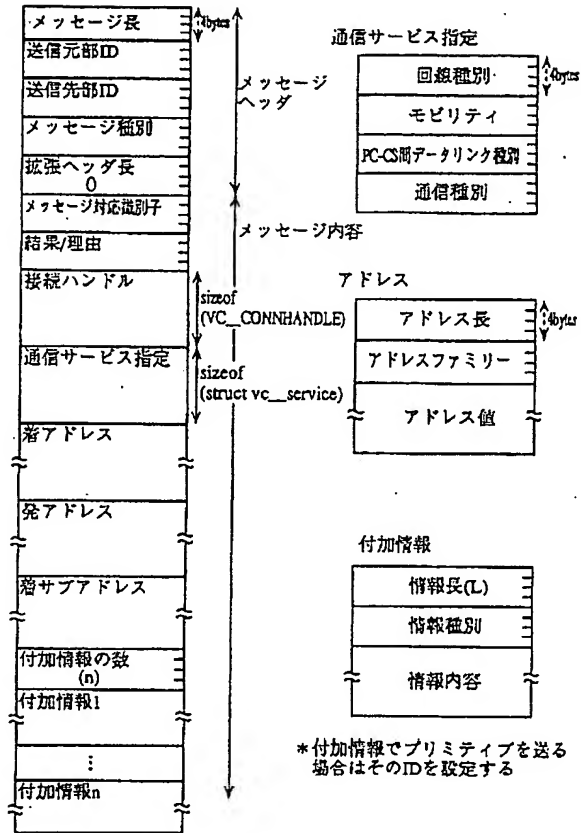 メッセージ長
4bytes
送信元部ID
送信先部ID
メッセージ種別
拡張ヘッダ長
0
メッセージ対応識別子
結果/理由
接続ハンドル
通信サービス指定
着アドレス
発アドレス
着サブアドレス
付加情報の数
(n)
付加情報1
⋮
付加情報n
メッセージ
ヘッダ
メッセージ内容
sizeof
(VC__CONNHANDLE)
sizeof
(struct vc__service)
通信サービス指定
回線種別
4bytes
モビリティ
PC-CS間データリンク種別
通信種別
アドレス
アドレス長
4bytes
アドレスファミリー
アドレス値
付加情報
情報長(L)
情報種別
情報内容
*付加情報でプリミティブを送る
場合はそのIDを設定する